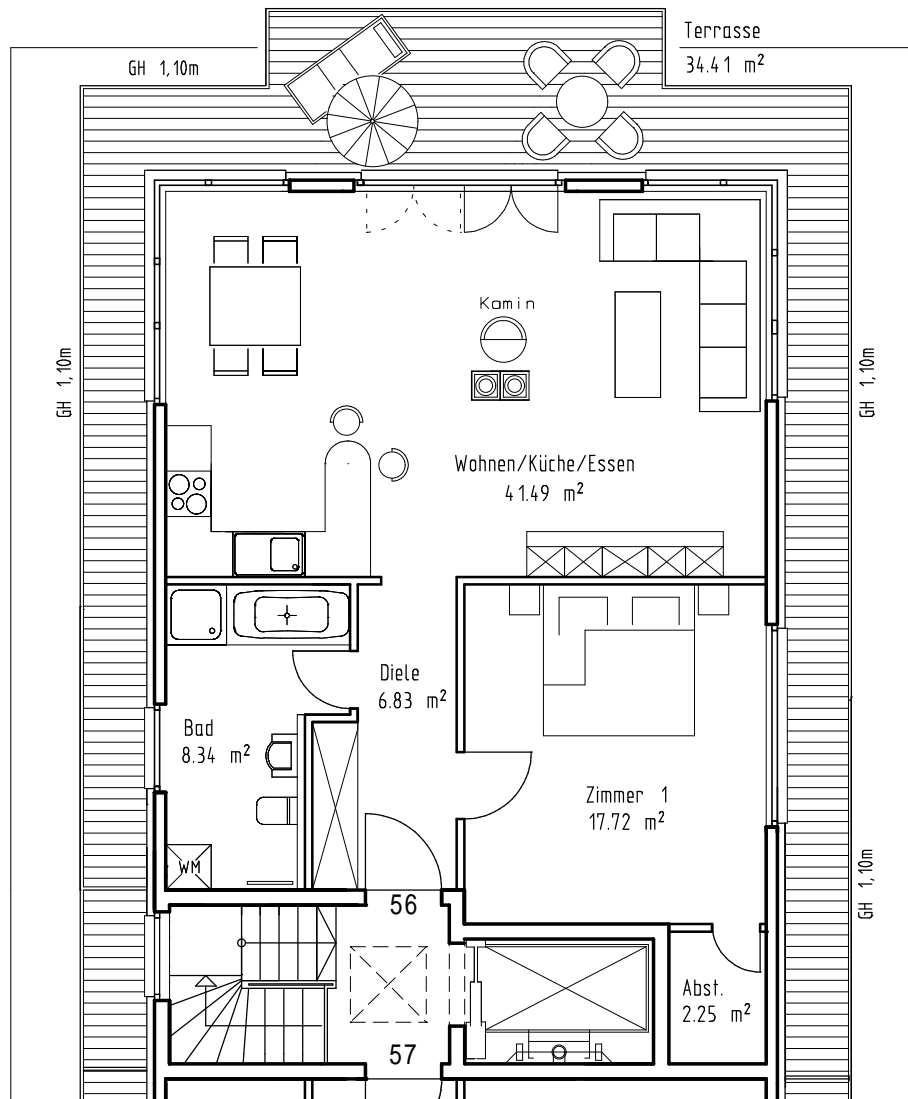 Terrasse
34.41 m²
GH 1,10m
GH 1,10m
GH 1,10m
Kamin
Wohnen/Küche/Essen
41.49 m²
Diele
6.83 m²
Bad
8.34 m²
Zimmer 1
17.72 m²
WM
GH 1,10m
56
Abst.
2.25 m²
57